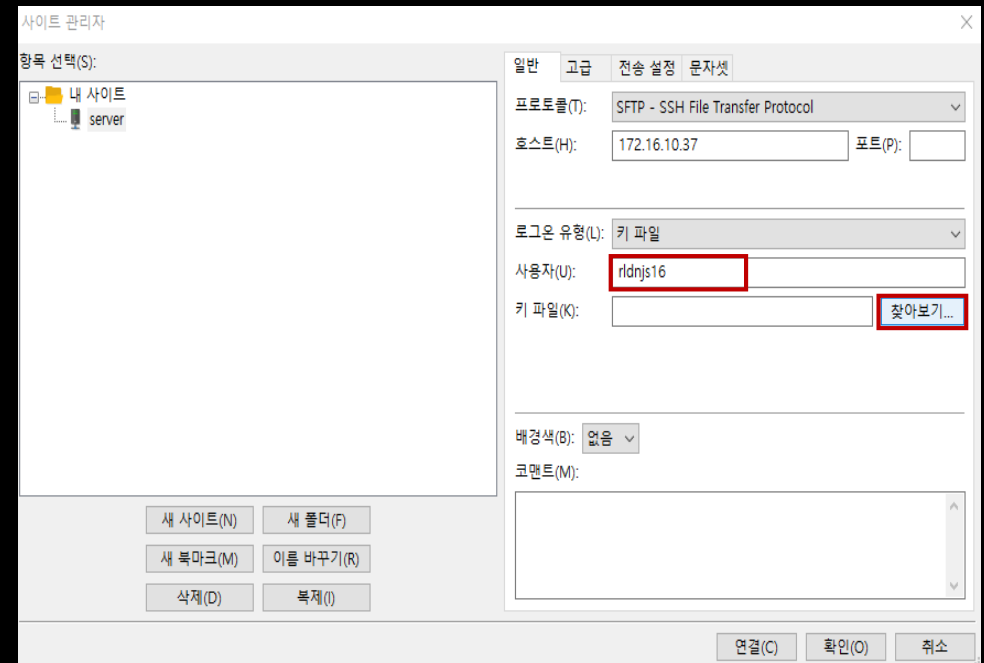 사이트 관리자
항목 선택(S):
내 사이트
server
새 사이트(N) 새 폴더(F)
새 북마크(M) 이름 바꾸기(R)
삭제(D) 복제(I)
일반 고급 전송 설정 문자셋
프로토콜(T): SFTP - SSH File Transfer Protocol
호스트(H): 172.16.10.37 포트(P):
로그온 유형(L): 키 파일
사용자(U): rldnjs16
키 파일(K): 찾아보기...
배경색(B): 없음
코맨트(M):
연결(C) 확인(O) 취소